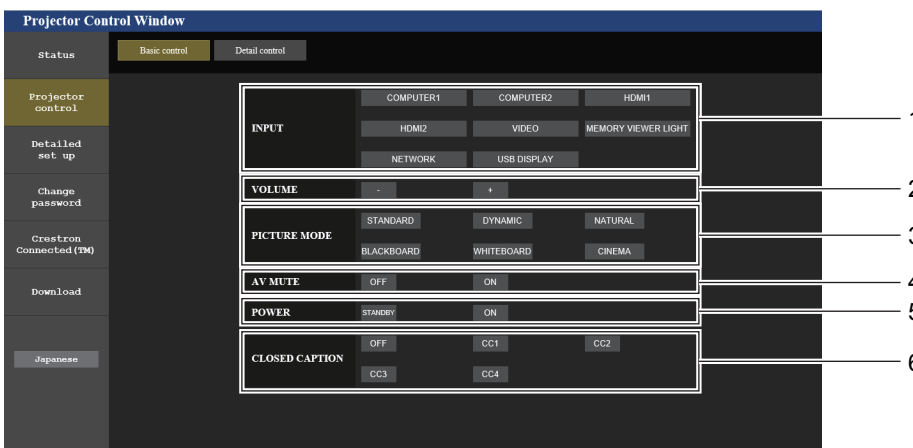 Projector Control Window
Status
Basic control
Detail control
Projector
control
Detailed
set up
Change
password
Crestron
Connected(TM)
Download
Japanese
INPUT
COMPUTER1
COMPUTER2
HDMI1
HDMI2
VIDEO
MEMORY VIEWER LIGHT
NETWORK
USB DISPLAY
VOLUME
-
+
PICTURE MODE
STANDARD
DYNAMIC
NATURAL
BLACKBOARD
WHITEBOARD
CINEMA
AV MUTE
OFF
ON
POWER
STANDBY
ON
CLOSED CAPTION
OFF
CC1
CC2
CC3
CC4
1
2
3
4
5
6